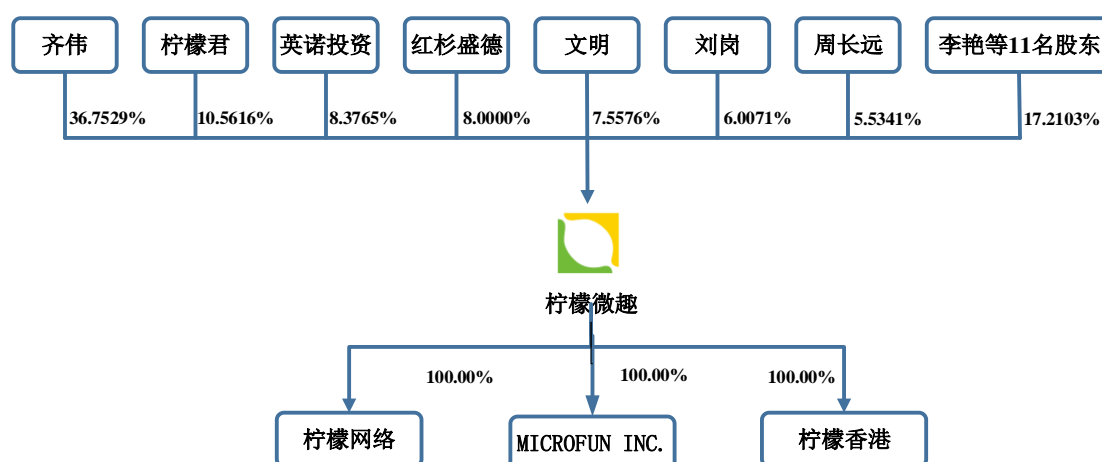 齐伟
柠檬君
英诺投资
红杉盛德
文明
刘岗
周长远
李艳等11名股东
36.7529%
10.5616%
8.3765%
8.0000%
7.5576%
6.0071%
5.5341%
17.2103%
柠檬微趣
100.00%
100.00%
100.00%
柠檬网络
MICROFUN INC.
柠檬香港